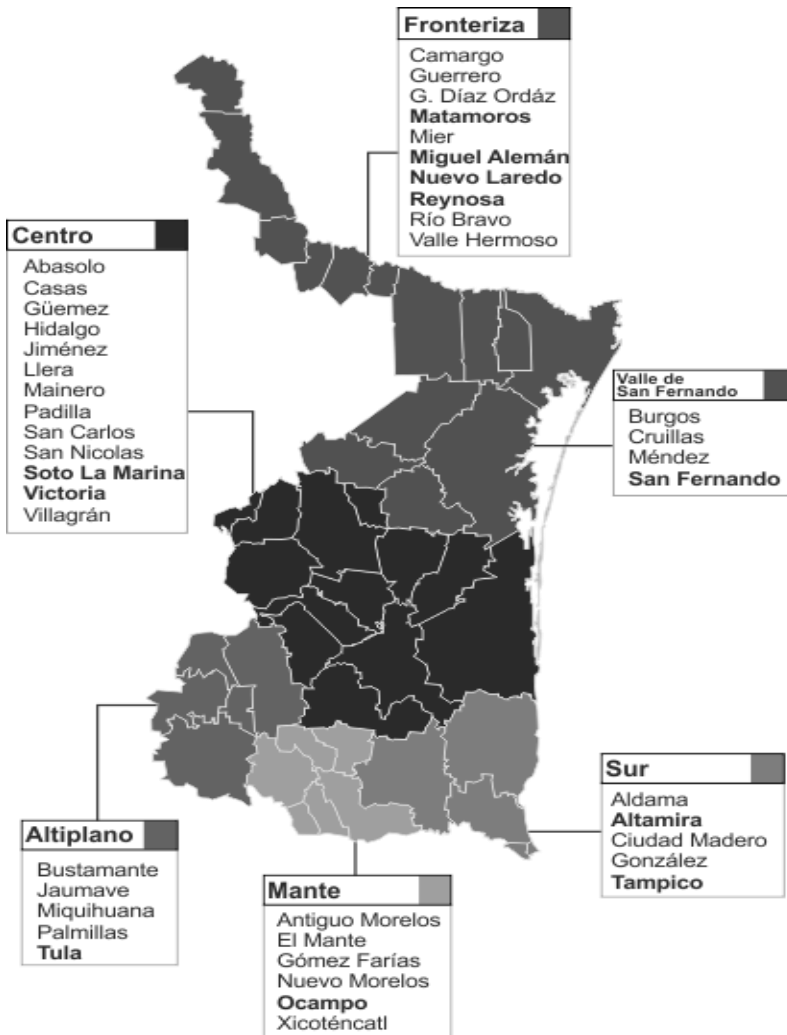 Fronteriza
Camargo
Guerrero
G. Díaz Ordáz
Matamoros
Mier
Miguel Alemán
Nuevo Laredo
Reynosa
Río Bravo
Valle Hermoso
Centro
Abasolo
Casas
Güemez
Hidalgo
Jiménez
Llera
Mainero
Padilla
San Carlos
San Nicolas
Soto La Marina
Victoria
Villagrán
Valle de
San Fernando
Burgos
Cruillas
Méndez
San Fernando
Sur
Aldama
Altamira
Ciudad Madero
González
Tampico
Altiplano
Bustamante
Jaumave
Miquihuana
Palmillas
Tula
Mante
Antiguo Morelos
El Mante
Gómez Farías
Nuevo Morelos
Ocampo
Xicoténcatl